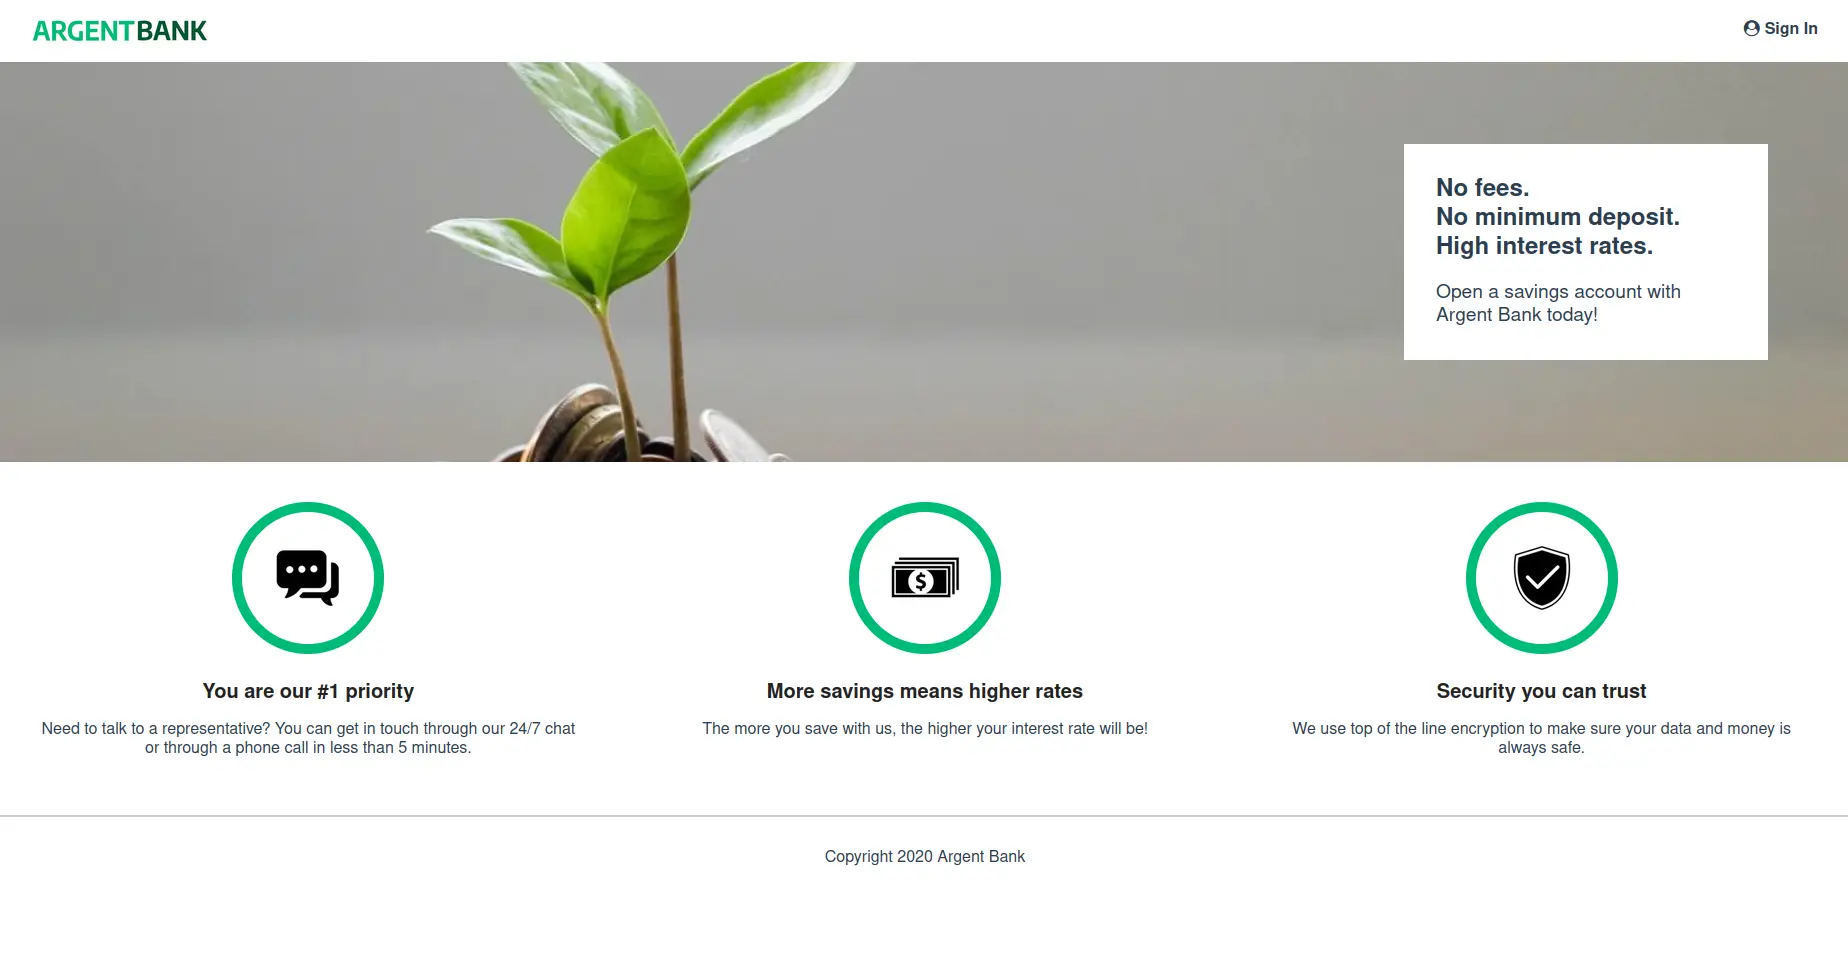 ARGENTBANK
Sign In
No fees.
No minimum deposit.
High interest rates.
Open a savings account with
Argent Bank today!
$
You are our #1 priority
Need to talk to a representative? You can get in touch through our 24/7 chat
or through a phone call in less than 5 minutes.
More savings means higher rates
The more you save with us, the higher your interest rate will be!
Security you can trust
We use top of the line encryption to make sure your data and money is
always safe.
Copyright 2020 Argent Bank